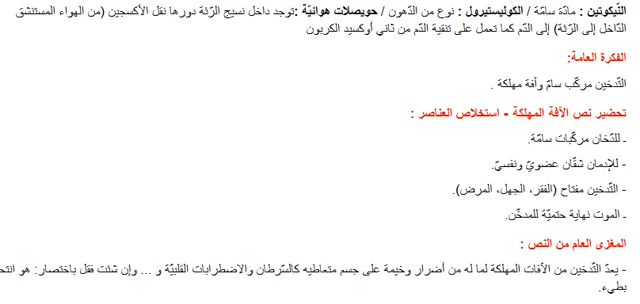 النّيكوتين : مادّة سامّة / الكوليستيرول : نوع من الدّهون / حويصلات هوائيّة :توجد داخل نسيج الرّئة دورها نقل الأكسجين (من الهواء المستنشق
الدّاخل إلى الرّئة) إلى الدّم كما تعمل على تنقية الدّم من ثاني أوكسيد الكربون
الفكرة العامة:
التّدخين مركّب سامّ وآفة مهلكة .
تحضير نص الآفة المهلكة - استخلاص العناصر :
ـ للدّخان مركّبات سامّة.
- للإدمان شقّان عضويّ ونفسيّ.
- التّدخين مفتاح (الفقر، الجهل، المرض).
ـ الموت نهاية حتميّة للمدخّن.
المغزى العام من النص :
- يعدّ التّدخين من الآفات المهلكة لما له من أضرار وخيمة على جسم متعاطيه كالسّرطان والاضطرابات القلبيّة و ... وإن شئت فقل باختصار: هو
بطيء.